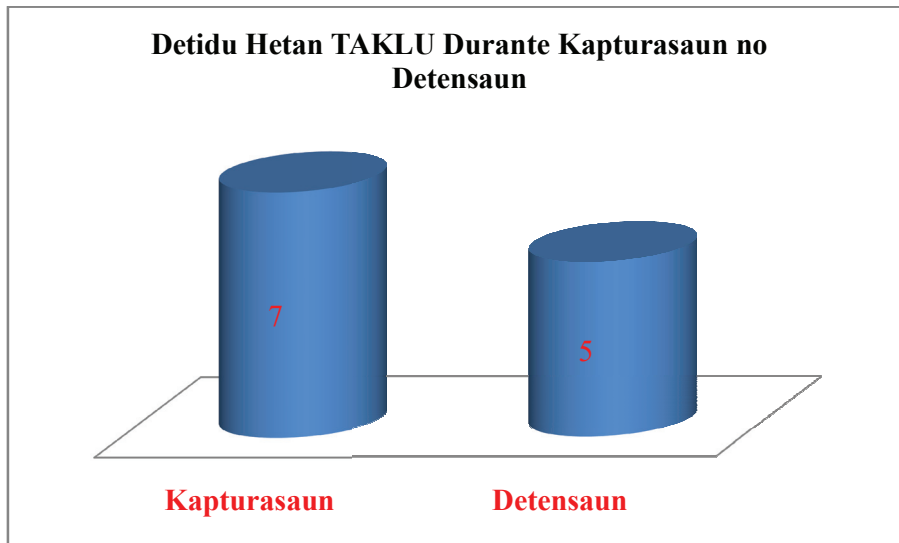 Detidu Hetan TAKLU Durante Kapturasaun no
Detensaun
7
5
Kapturasaun
Detensaun